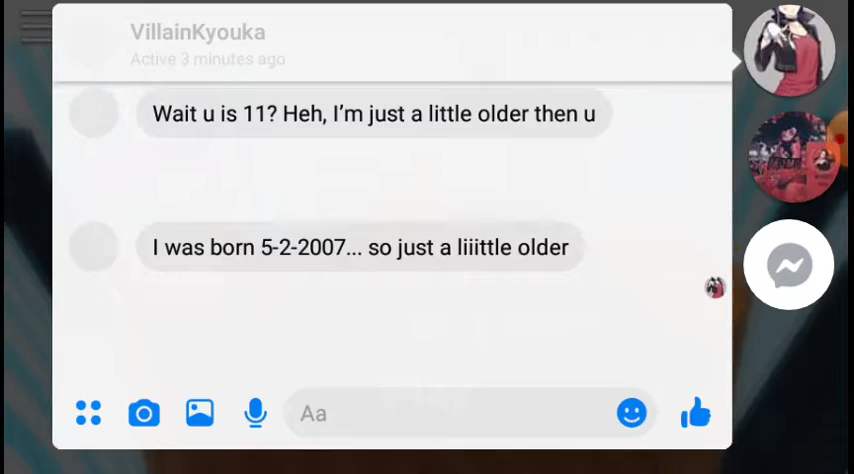 VillainKyouka
Active 3 minutes ago
Wait u is 11? Heh, I'm just a little older then u
I was born 5-2-2007... so just a liiittle older
Aa